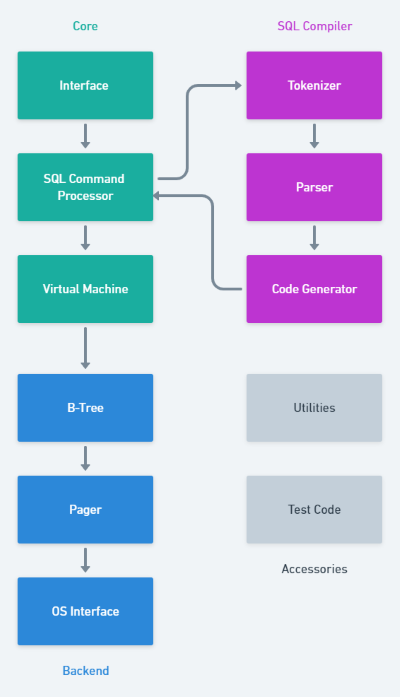 Core
SQL Compiler
Interface
Tokenizer
SQL Command
Processor
Parser
Virtual Machine
Code Generator
B-Tree
Utilities
Pager
Test Code
Accessories
OS Interface
Backend